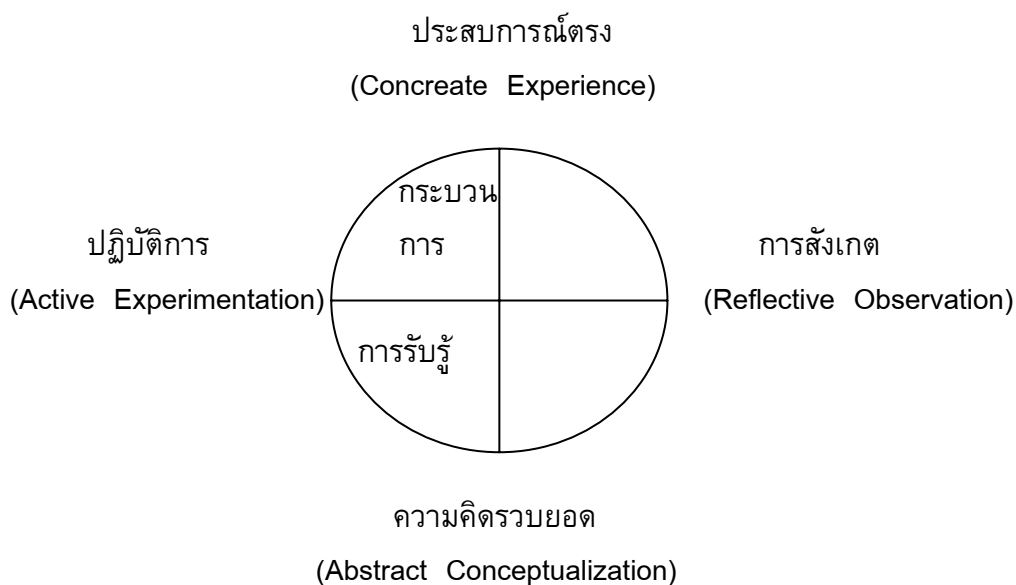 ประสบการณ์ตรง
(Concreate Experience)
กระบวน
การ
ปฏิบัติการ
(Active Experimentation)
การสังเกต
(Reflective Observation)
การรับรู้
ความคิดรวบยอด
(Abstract Conceptualization)